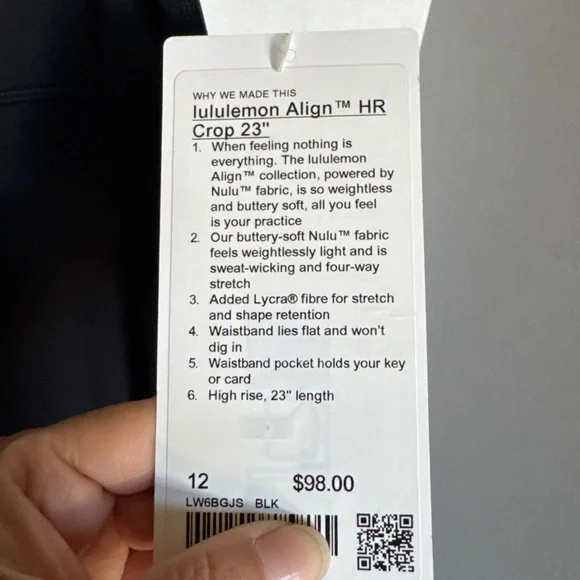 WHY WE MADE THIS
lululemon Align™ HR
Crop 23"
1. When feeling nothing is
everything. The lululemon
Align™ collection, powered by
Nulu™ fabric, is so weightless
and buttery soft, all you feel
is your practice
2. Our buttery-soft Nulu™ fabric
feels weightlessly light and is
sweat-wicking and four-way
stretch
3. Added Lycra® fibre for stretch
and shape retention
4. Waistband lies flat and won't
dig in
5. Waistband pocket holds your key
or card
6. High rise, 23" length
12 $98.00
LW6BGJS BLK